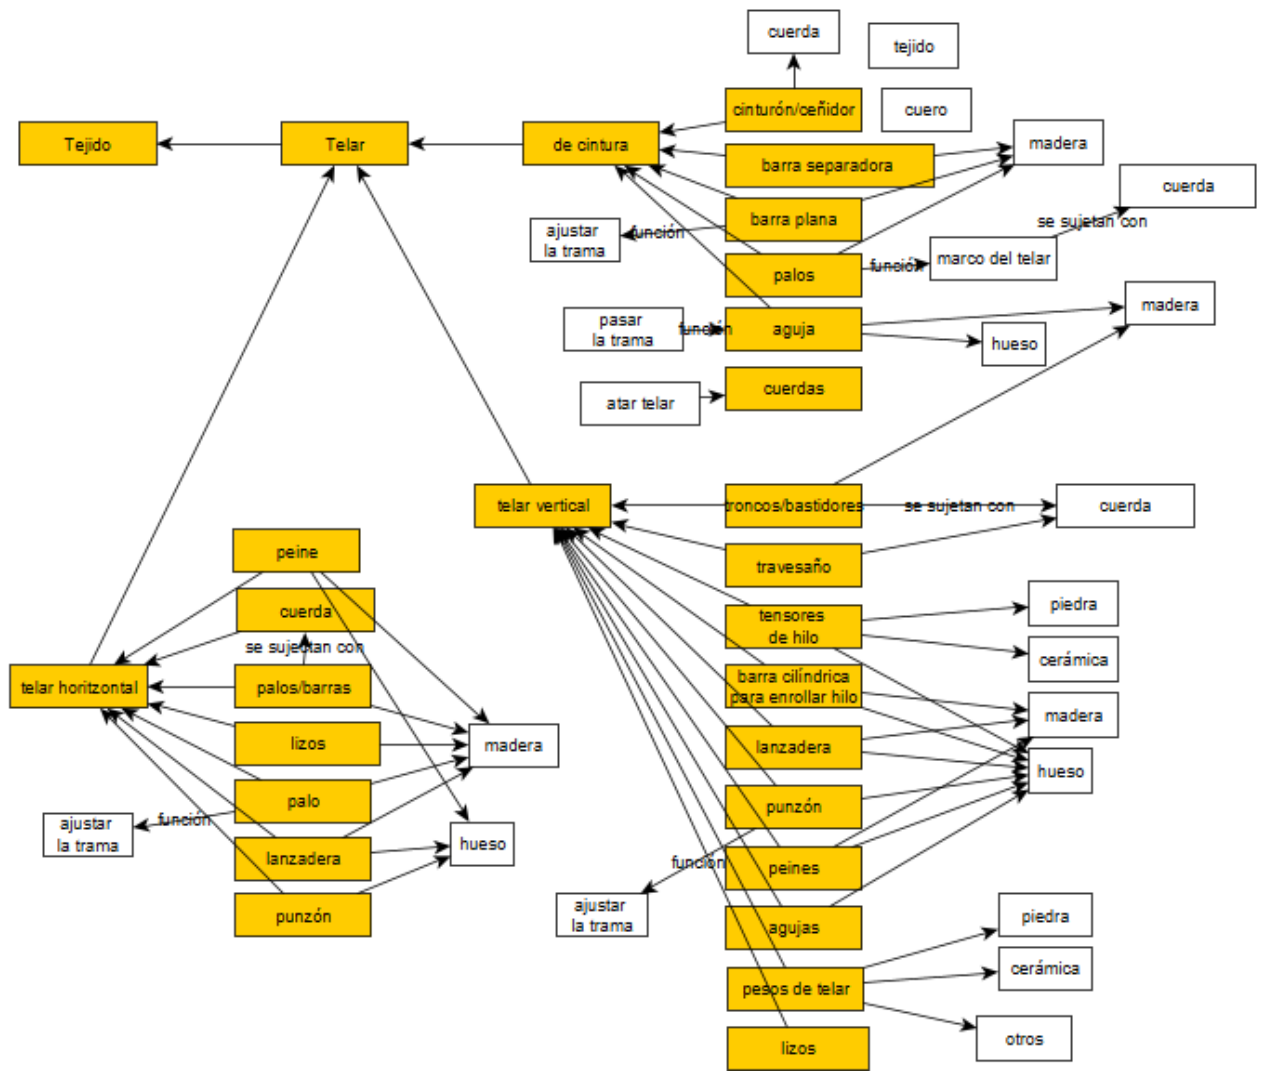 cuerda
tejido
cinturón/ceñidor
cuero
Tejido
Telar
de cintura
madera
barra separadora
cuerda
barra plana
se sujetan con
ajustar
la trama
función
marco del telar
palos
función
madera
pasar
la trama
función
aguja
hueso
cuerdas
atar telar
telar vertical
troncos/bastidores
se sujetan con
cuerda
peine
travesaño
cuerda
piedra
tensores
de hilo
se sujectan con
cerámica
telar horitzontal
palos/barras
barra cilíndrica
para enrollar hilo
madera
lizos
madera
lanzadera
hueso
palo
punzón
ajustar
la trama
función
hueso
lanzadera
función
peines
punzón
ajustar
la trama
agujas
piedra
cerámica
pesos de telar
otros
lizos